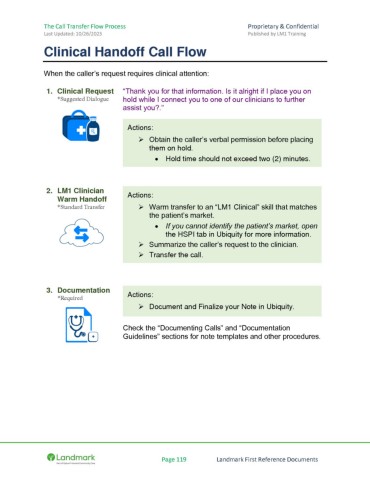 The Call Transfer Flow Process
Proprietary & Confidential
Last Updated: 10/20/2023
Published by LM1 Training
Clinical Handoff Call Flow
When the caller's request requires clinical attention:
1. Clinical Request
*Suggested Dialogue
"Thank you for that information. Is it alright if I place you on
hold while I connect you to one of our clinicians to further
assist you?."
Actions:
➢ Obtain the caller's verbal permission before placing
them on hold.
• Hold time should not exceed two (2) minutes.
2. LM1 Clinician
Warm Handoff
*Standard Transfer
Actions:
➢ Warm transfer to an "LM1 Clinical" skill that matches
the patient's market.
• If you cannot identify the patient's market, open
the HSPI tab in Ubiquity for more information.
➢ Summarize the caller's request to the clinician.
➢ Transfer the call.
3. Documentation
*Required
Actions:
➢ Document and Finalize your Note in Ubiquity.
Check the "Documenting Calls" and "Documentation
Guidelines" sections for note templates and other procedures.
Landmark
Page 119
Landmark First Reference Documents